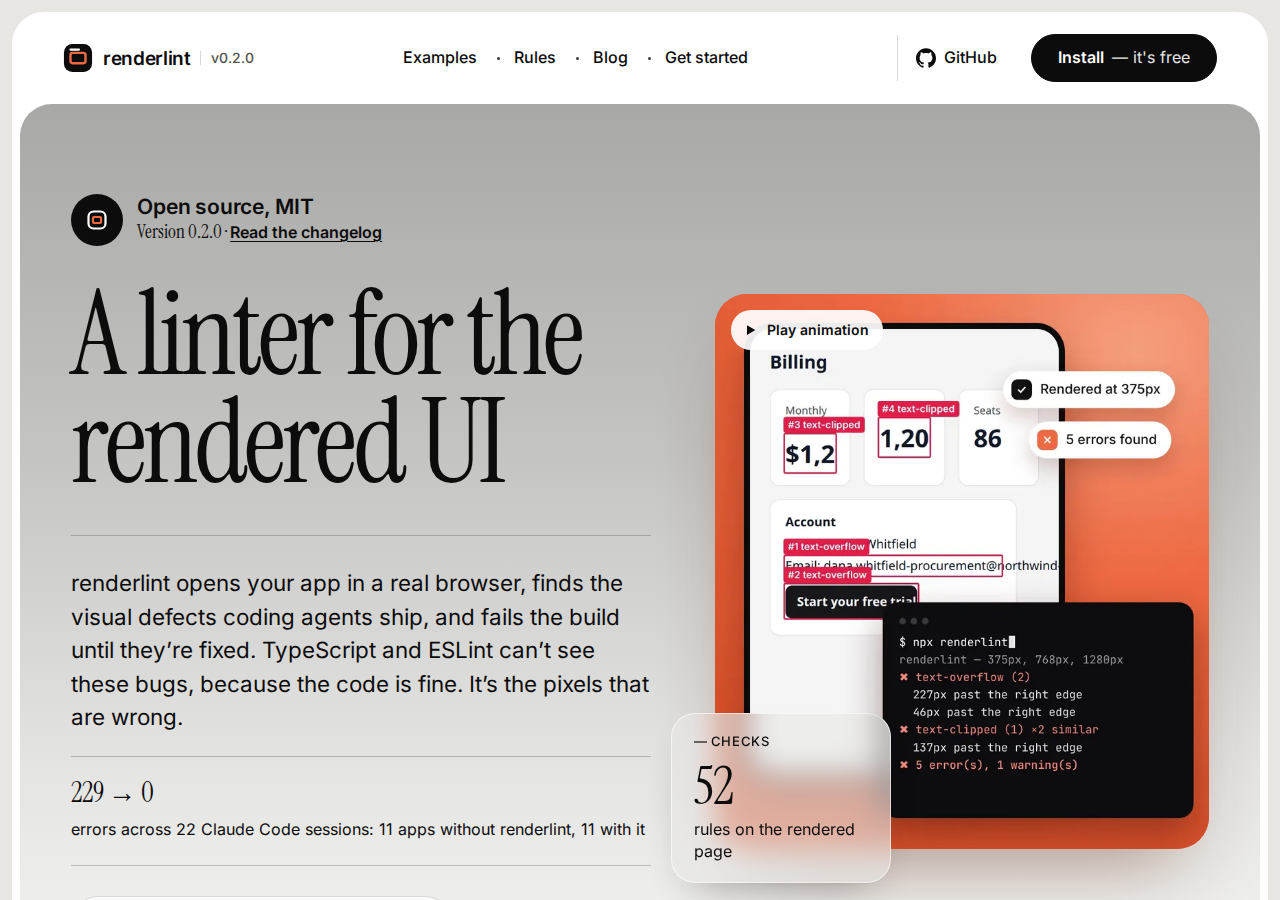 renderlint
v0.2.0
Examples · Rules · Blog · Get started
GitHub
Install — it's free
Open source, MIT
Version 0.2.0 · Read the changelog
A linter for the
rendered UI
renderlint opens your app in a real browser, finds the
visual defects coding agents ship, and fails the build
until they’re fixed. TypeScript and ESLint can’t see
these bugs, because the code is fine. It’s the pixels that
are wrong.
229 → 0
errors across 22 Claude Code sessions: 11 apps without renderlint, 11 with it
Play animation
Billing
Rendered at 375px
5 errors found
Monthly
#3 text-clipped
$1,2
#4 text-clipped
1,20
Seats
86
Account
#1 text-overflow
Whitfield
Email: dana.whitfield-procurement@northwind-
#2 text-overflow
Start your free trial
$ npx renderlint
renderlint — 375px, 768px, 1280px
✖ text-overflow (2)
227px past the right edge
46px past the right edge
✖ text-clipped (1) ×2 similar
137px past the right edge
✖ 5 error(s), 1 warning(s)
— CHECKS
52
rules on the rendered
page